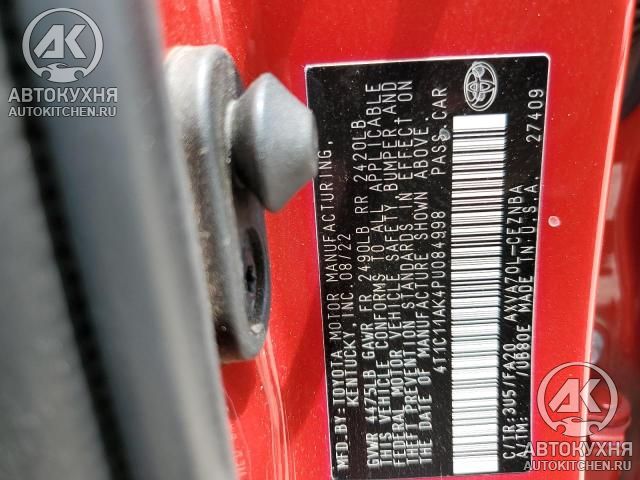 MFD.BY:TOYOTA MOTOR MANUFACTURING,
KENTUCKY, INC. 08/22
GVWR 4475LB GAWR FR 2490LB RR 2420LB
THIS VEHICLE CONFORMS TO ALL APPLICABLE
FEDERAL MOTOR VEHICLE SAFETY, BUMPER AND
THEFT PREVENTION STANDARDS IN EFFECT ON
THE DATE OF MANUFACTURE SHOWN ABOVE.
4T1C11AK4PU084998 PASS. CAR
C/TR:3U5/FA20 AXVA70L-CEZNBA
/UB80E MADE IN U.S.A. 27409
AK
АВТОКУХНЯ
AUTOKITCHEN.RU
AK
АВТОКУХНЯ
AUTOKITCHEN.RU